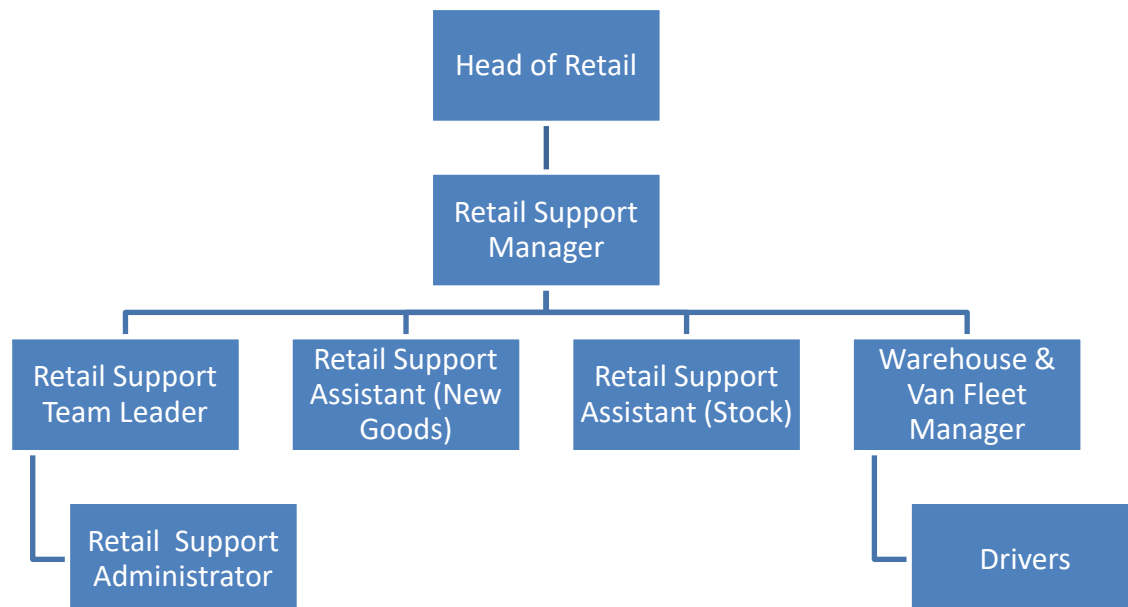 Head of Retail
Retail Support
Manager
Retail Support
Team Leader
Retail Support
Assistant (New
Goods)
Retail Support
Assistant (Stock)
Warehouse &
Van Fleet
Manager
Retail  Support
Administrator
Drivers